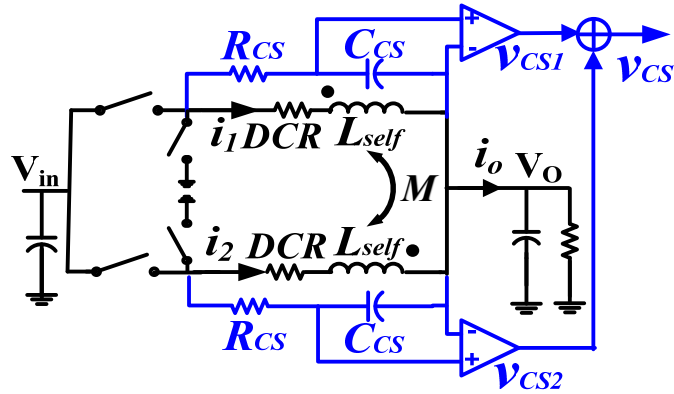 R_CS
C_CS
+
-
v_CS1
v_CS
i_1
DCR
L_self
V_in
M
i_o
V_O
i_2
DCR
L_self
R_CS
C_CS
-
+
v_CS2